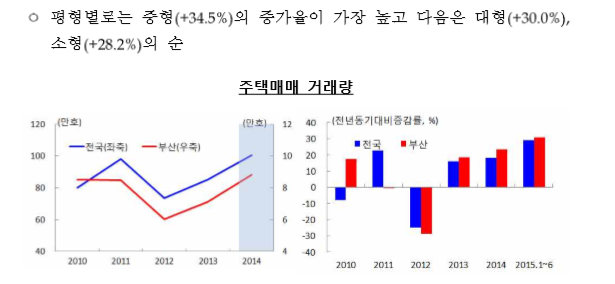 ○ 평형별로는 중형(+34.5%)의 증가율이 가장 높고 다음은 대형(+30.0%),
소형(+28.2%)의 순
주택매매 거래량
(만호) (만호)
120 12
전국(좌축) 부산(우축)
100 10
80 8
60 6
40 4
2010 2011 2012 2013 2014
(전년동기대비증감률, %)
40
30
전국 부산
20
10
0
-10
-20
-30
-40
2010 2011 2012 2013 2014 2015.1~6